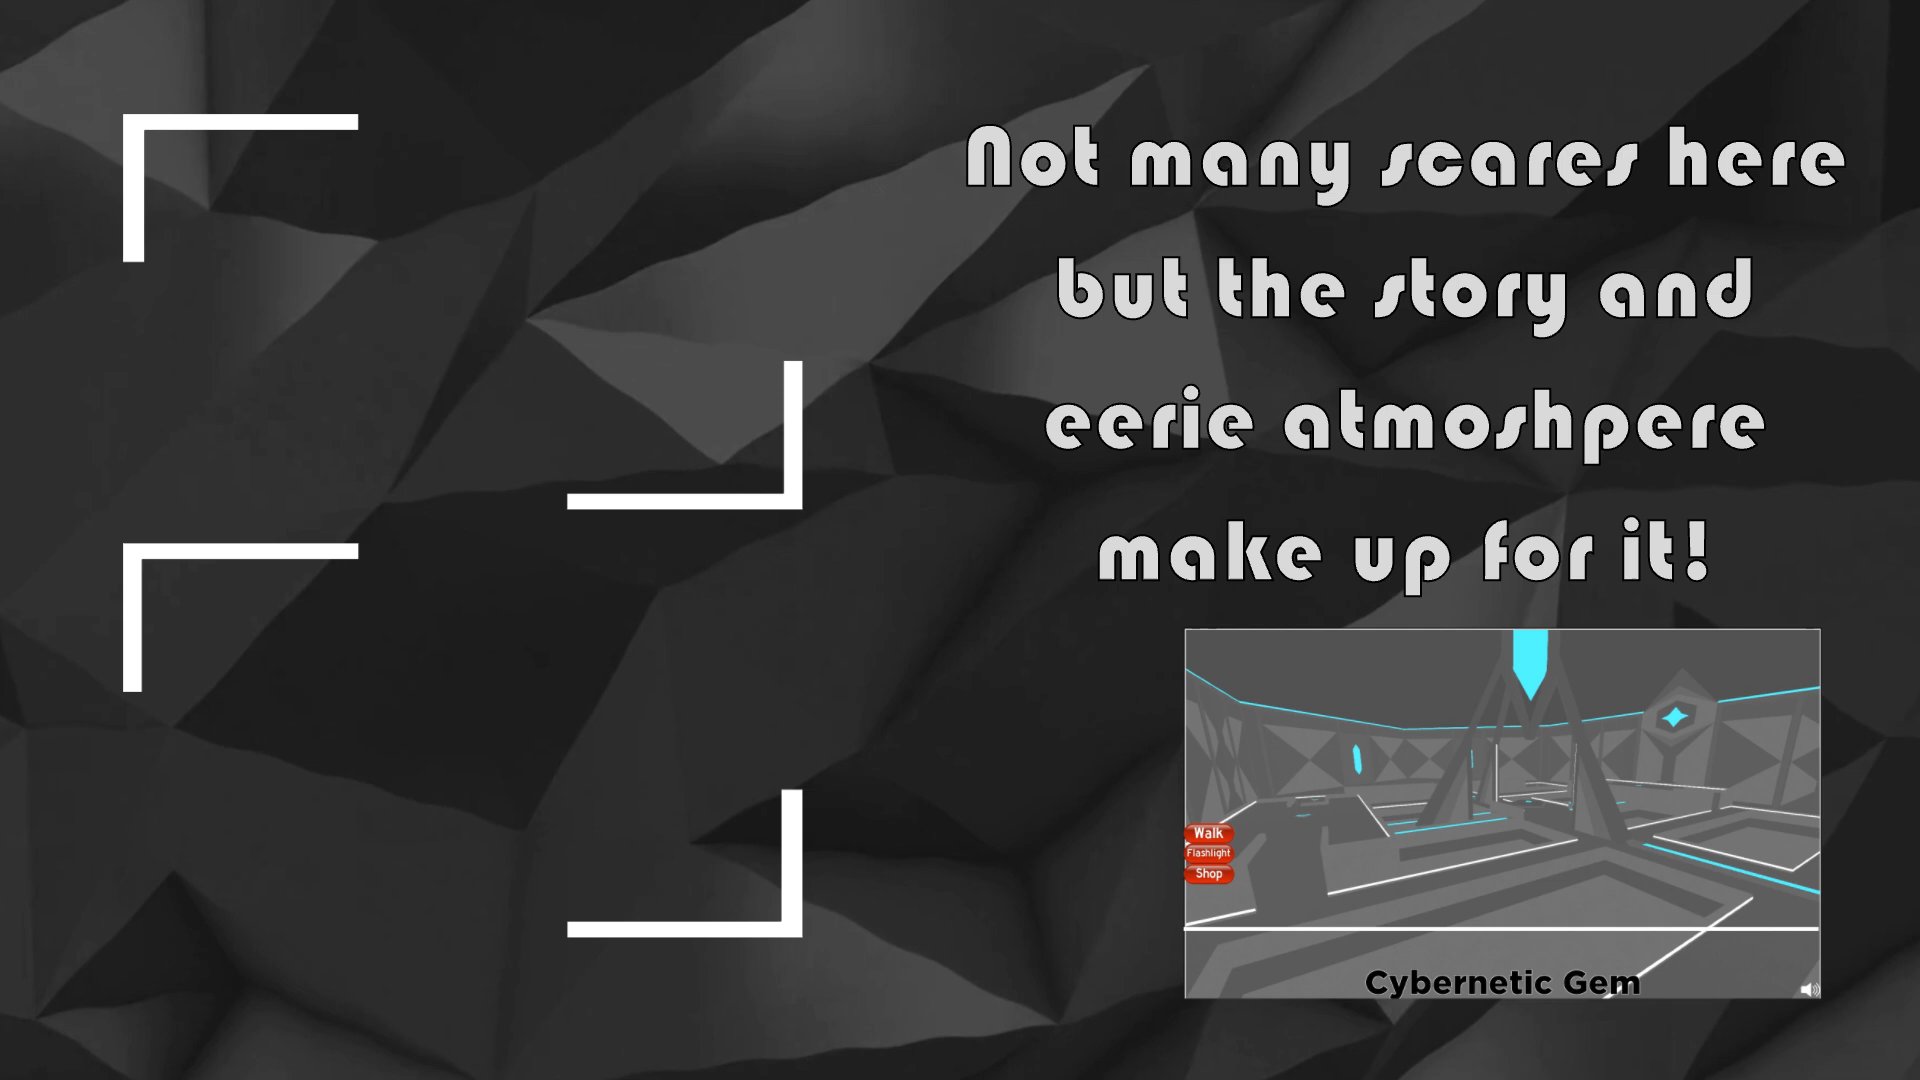 Not many scares here
but the story and
eerie atmoshpere
make up for it!
Walk
Flashlight
Shop
Cybernetic Gem